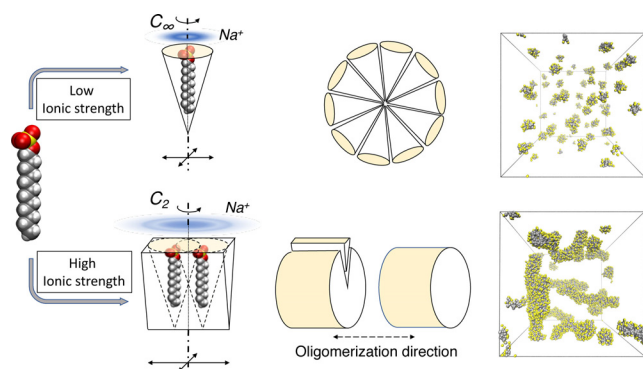 C∞
Na⁺
Low
Ionic strength
C₂
Na⁺
High
Ionic strength
Oligomerization direction